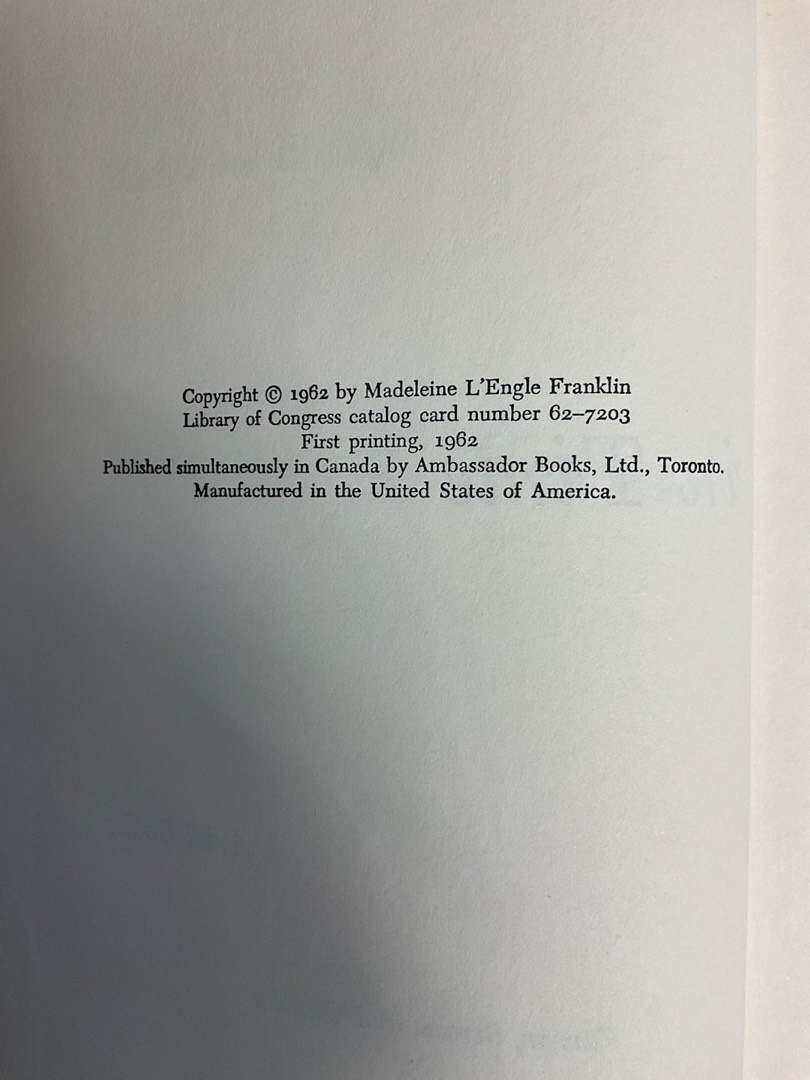 Copyright © 1962 by Madeleine L'Engle Franklin
Library of Congress catalog card number 62–7203
First printing, 1962
Published simultaneously in Canada by Ambassador Books, Ltd., Toronto.
Manufactured in the United States of America.